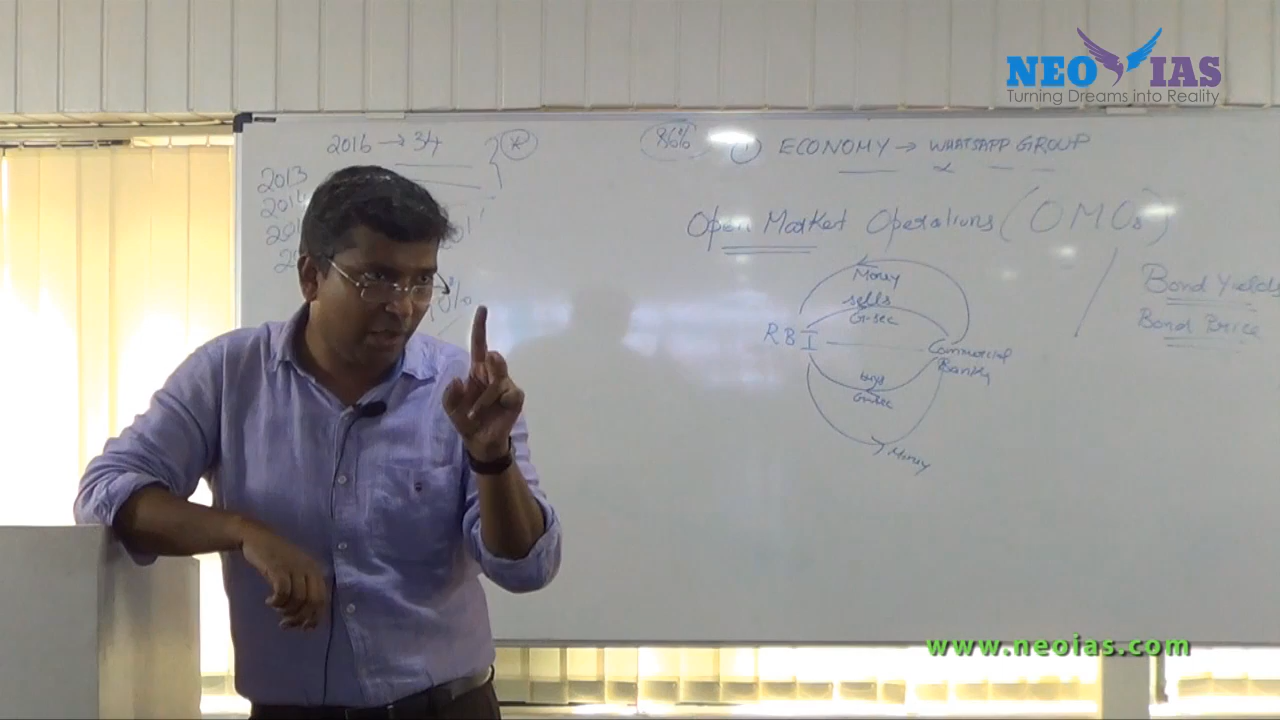 NEO IAS
Turning Dreams into Reality
2016 → 34
2013
2014
86%
1 ECONOMY → WHATSAPP GROUP
Open Market Operations (OMOs)
Money
sells
G-sec
RBI
Commercial
Banks
buys
G-sec
Money
Bond Yields
Bond Price
www.neoias.com